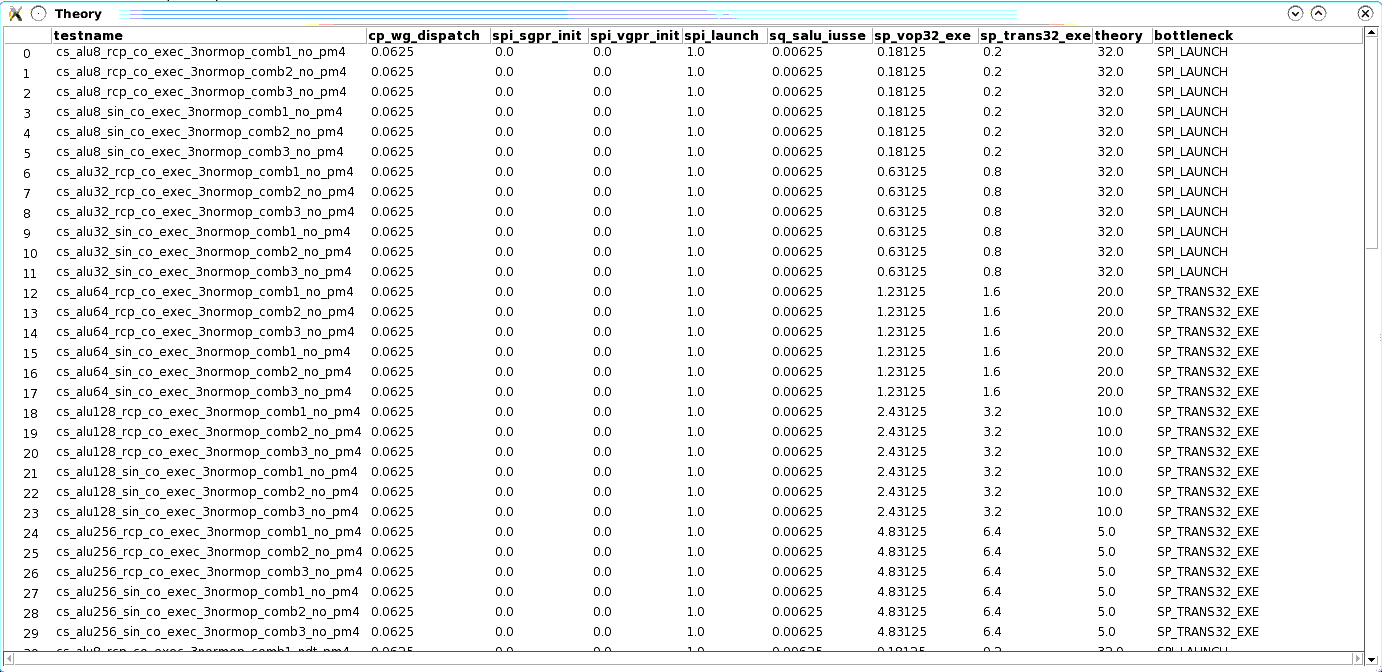 Theory
testname cp_wg_dispatch spi_sgpr_init spi_vgpr_init spi_launch sq_salu_iusse sp_vop32_exe sp_trans32_exe theory bottleneck
0 cs_alu8_rcp_co_exec_3normop_comb1_no_pm4 0.0625 0.0 0.0 1.0 0.00625 0.18125 0.2 32.0 SPI_LAUNCH
1 cs_alu8_rcp_co_exec_3normop_comb2_no_pm4 0.0625 0.0 0.0 1.0 0.00625 0.18125 0.2 32.0 SPI_LAUNCH
2 cs_alu8_rcp_co_exec_3normop_comb3_no_pm4 0.0625 0.0 0.0 1.0 0.00625 0.18125 0.2 32.0 SPI_LAUNCH
3 cs_alu8_sin_co_exec_3normop_comb1_no_pm4 0.0625 0.0 0.0 1.0 0.00625 0.18125 0.2 32.0 SPI_LAUNCH
4 cs_alu8_sin_co_exec_3normop_comb2_no_pm4 0.0625 0.0 0.0 1.0 0.00625 0.18125 0.2 32.0 SPI_LAUNCH
5 cs_alu8_sin_co_exec_3normop_comb3_no_pm4 0.0625 0.0 0.0 1.0 0.00625 0.18125 0.2 32.0 SPI_LAUNCH
6 cs_alu32_rcp_co_exec_3normop_comb1_no_pm4 0.0625 0.0 0.0 1.0 0.00625 0.63125 0.8 32.0 SPI_LAUNCH
7 cs_alu32_rcp_co_exec_3normop_comb2_no_pm4 0.0625 0.0 0.0 1.0 0.00625 0.63125 0.8 32.0 SPI_LAUNCH
8 cs_alu32_rcp_co_exec_3normop_comb3_no_pm4 0.0625 0.0 0.0 1.0 0.00625 0.63125 0.8 32.0 SPI_LAUNCH
9 cs_alu32_sin_co_exec_3normop_comb1_no_pm4 0.0625 0.0 0.0 1.0 0.00625 0.63125 0.8 32.0 SPI_LAUNCH
10 cs_alu32_sin_co_exec_3normop_comb2_no_pm4 0.0625 0.0 0.0 1.0 0.00625 0.63125 0.8 32.0 SPI_LAUNCH
11 cs_alu32_sin_co_exec_3normop_comb3_no_pm4 0.0625 0.0 0.0 1.0 0.00625 0.63125 0.8 32.0 SPI_LAUNCH
12 cs_alu64_rcp_co_exec_3normop_comb1_no_pm4 0.0625 0.0 0.0 1.0 0.00625 1.23125 1.6 20.0 SP_TRANS32_EXE
13 cs_alu64_rcp_co_exec_3normop_comb2_no_pm4 0.0625 0.0 0.0 1.0 0.00625 1.23125 1.6 20.0 SP_TRANS32_EXE
14 cs_alu64_rcp_co_exec_3normop_comb3_no_pm4 0.0625 0.0 0.0 1.0 0.00625 1.23125 1.6 20.0 SP_TRANS32_EXE
15 cs_alu64_sin_co_exec_3normop_comb1_no_pm4 0.0625 0.0 0.0 1.0 0.00625 1.23125 1.6 20.0 SP_TRANS32_EXE
16 cs_alu64_sin_co_exec_3normop_comb2_no_pm4 0.0625 0.0 0.0 1.0 0.00625 1.23125 1.6 20.0 SP_TRANS32_EXE
17 cs_alu64_sin_co_exec_3normop_comb3_no_pm4 0.0625 0.0 0.0 1.0 0.00625 1.23125 1.6 20.0 SP_TRANS32_EXE
18 cs_alu128_rcp_co_exec_3normop_comb1_no_pm4 0.0625 0.0 0.0 1.0 0.00625 2.43125 3.2 10.0 SP_TRANS32_EXE
19 cs_alu128_rcp_co_exec_3normop_comb2_no_pm4 0.0625 0.0 0.0 1.0 0.00625 2.43125 3.2 10.0 SP_TRANS32_EXE
20 cs_alu128_rcp_co_exec_3normop_comb3_no_pm4 0.0625 0.0 0.0 1.0 0.00625 2.43125 3.2 10.0 SP_TRANS32_EXE
21 cs_alu128_sin_co_exec_3normop_comb1_no_pm4 0.0625 0.0 0.0 1.0 0.00625 2.43125 3.2 10.0 SP_TRANS32_EXE
22 cs_alu128_sin_co_exec_3normop_comb2_no_pm4 0.0625 0.0 0.0 1.0 0.00625 2.43125 3.2 10.0 SP_TRANS32_EXE
23 cs_alu128_sin_co_exec_3normop_comb3_no_pm4 0.0625 0.0 0.0 1.0 0.00625 2.43125 3.2 10.0 SP_TRANS32_EXE
24 cs_alu256_rcp_co_exec_3normop_comb1_no_pm4 0.0625 0.0 0.0 1.0 0.00625 4.83125 6.4 5.0 SP_TRANS32_EXE
25 cs_alu256_rcp_co_exec_3normop_comb2_no_pm4 0.0625 0.0 0.0 1.0 0.00625 4.83125 6.4 5.0 SP_TRANS32_EXE
26 cs_alu256_rcp_co_exec_3normop_comb3_no_pm4 0.0625 0.0 0.0 1.0 0.00625 4.83125 6.4 5.0 SP_TRANS32_EXE
27 cs_alu256_sin_co_exec_3normop_comb1_no_pm4 0.0625 0.0 0.0 1.0 0.00625 4.83125 6.4 5.0 SP_TRANS32_EXE
28 cs_alu256_sin_co_exec_3normop_comb2_no_pm4 0.0625 0.0 0.0 1.0 0.00625 4.83125 6.4 5.0 SP_TRANS32_EXE
29 cs_alu256_sin_co_exec_3normop_comb3_no_pm4 0.0625 0.0 0.0 1.0 0.00625 4.83125 6.4 5.0 SP_TRANS32_EXE